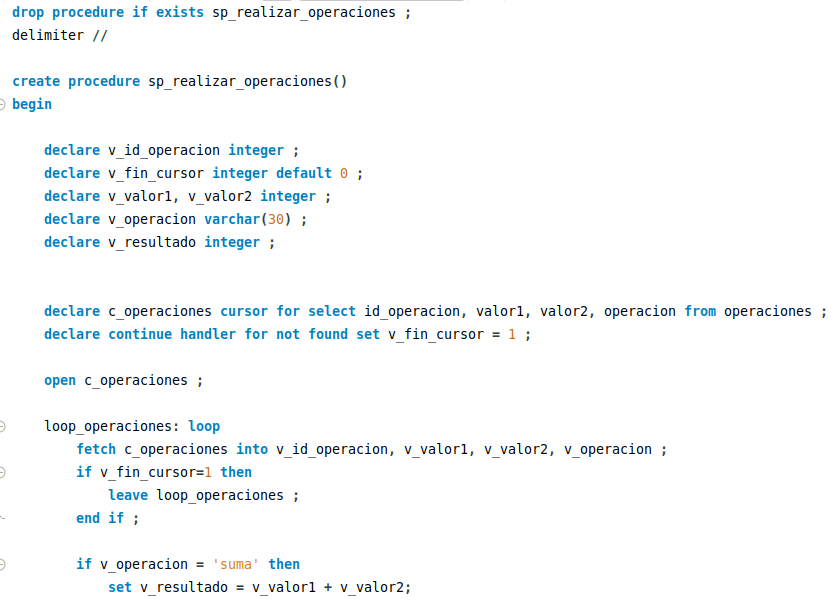 drop procedure if exists sp_realizar_operaciones ;
delimiter //
create procedure sp_realizar_operaciones()
begin
declare v_id_operacion integer ;
declare v_fin_cursor integer default 0 ;
declare v_valor1, v_valor2 integer ;
declare v_operacion varchar(30) ;
declare v_resultado integer ;
declare c_operaciones cursor for select id_operacion, valor1, valor2, operacion from operaciones ;
declare continue handler for not found set v_fin_cursor = 1 ;
open c_operaciones ;
loop_operaciones: loop
fetch c_operaciones into v_id_operacion, v_valor1, v_valor2, v_operacion ;
if v_fin_cursor=1 then
leave loop_operaciones ;
end if ;
if v_operacion = 'suma' then
set v_resultado = v_valor1 + v_valor2;